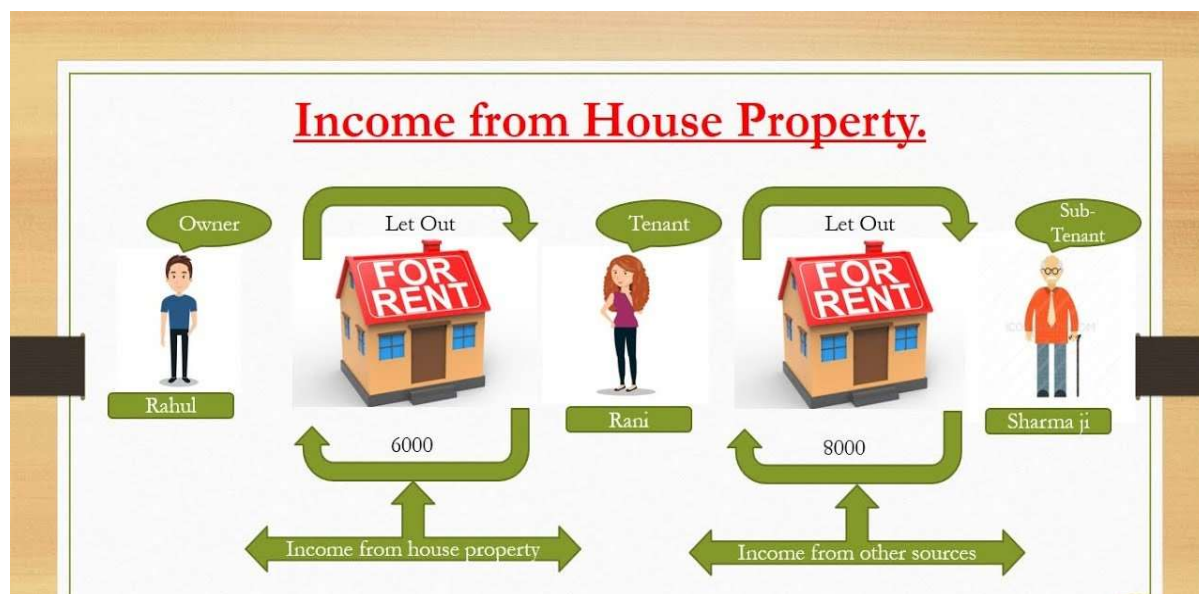 Income from House Property.
Owner
Let Out
Tenant
Let Out
Sub-
Tenant
FOR
RENT
FOR
RENT
Rahul
Rani
Sharma ji
6000
8000
Income from house property
Income from other sources